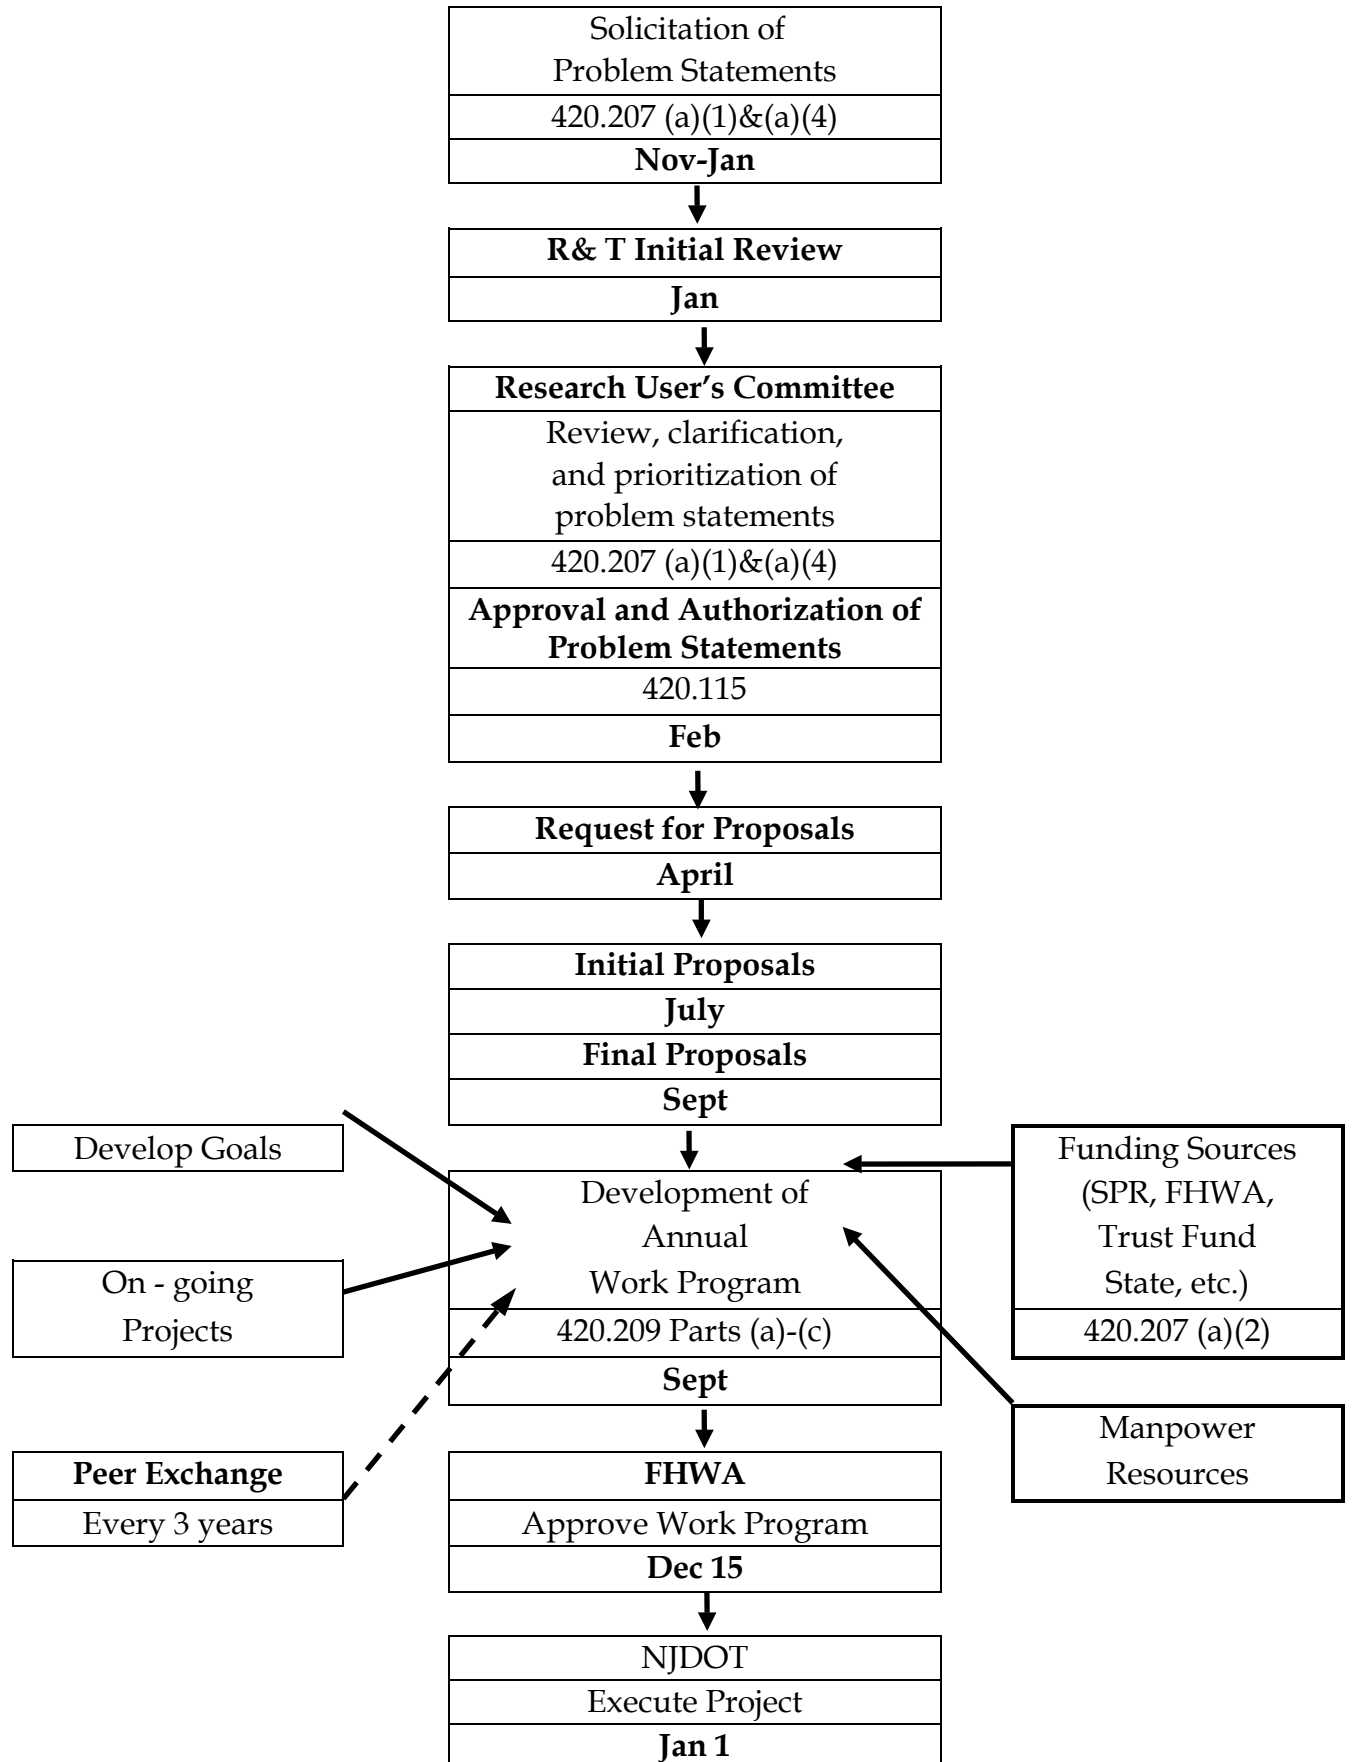 Solicitation of
Problem Statements
420.207 (a)(1)&(a)(4)
Nov-Jan
R& T Initial Review
Jan
Research User’s Committee
Review, clarification,
and prioritization of
problem statements
420.207 (a)(1)&(a)(4)
Approval and Authorization of
Problem Statements
420.115
Feb
Request for Proposals
April
Initial Proposals
July
Final Proposals
Sept
Develop Goals
On - going
Projects
Peer Exchange
Every 3 years
Development of
Annual
Work Program
420.209 Parts (a)-(c)
Sept
Funding Sources
(SPR, FHWA,
Trust Fund
State, etc.)
420.207 (a)(2)
Manpower
Resources
FHWA
Approve Work Program
Dec 15
NJDOT
Execute Project
Jan 1